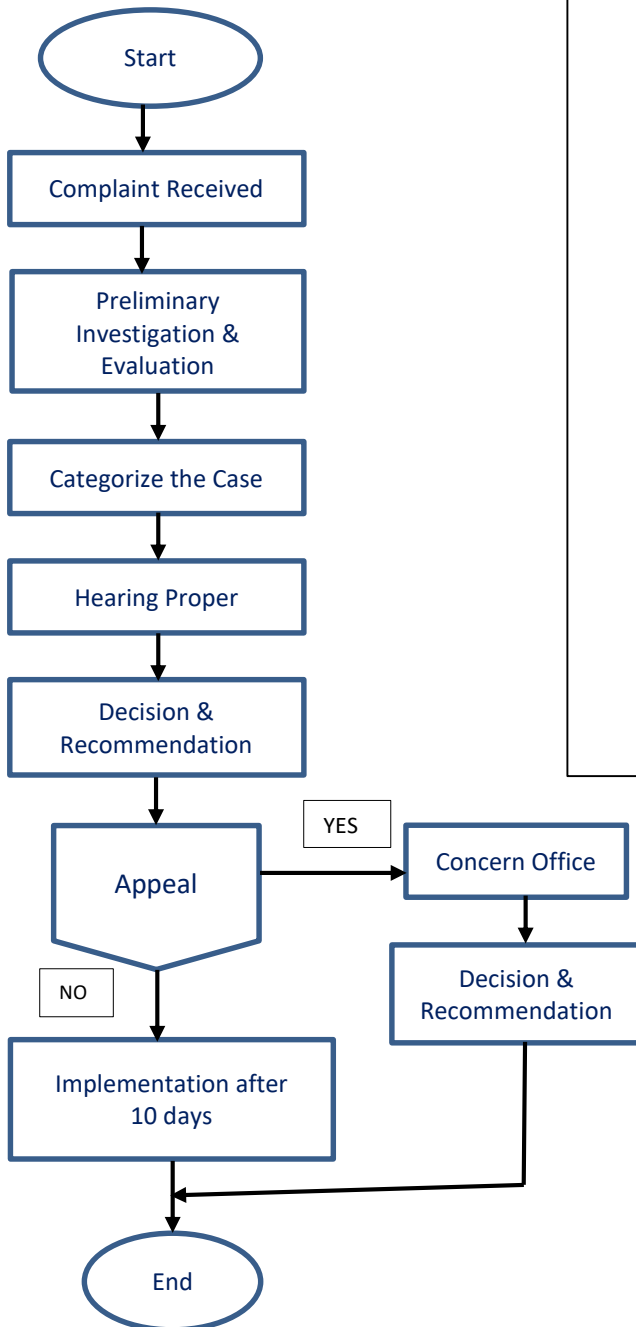 Start
Complaint Received
Preliminary
Investigation &
Evaluation
Categorize the Case
Hearing Proper
Decision &
Recommendation
YES
Appeal
Concern Office
NO
Decision &
Recommendation
Implementation after
10 days
End